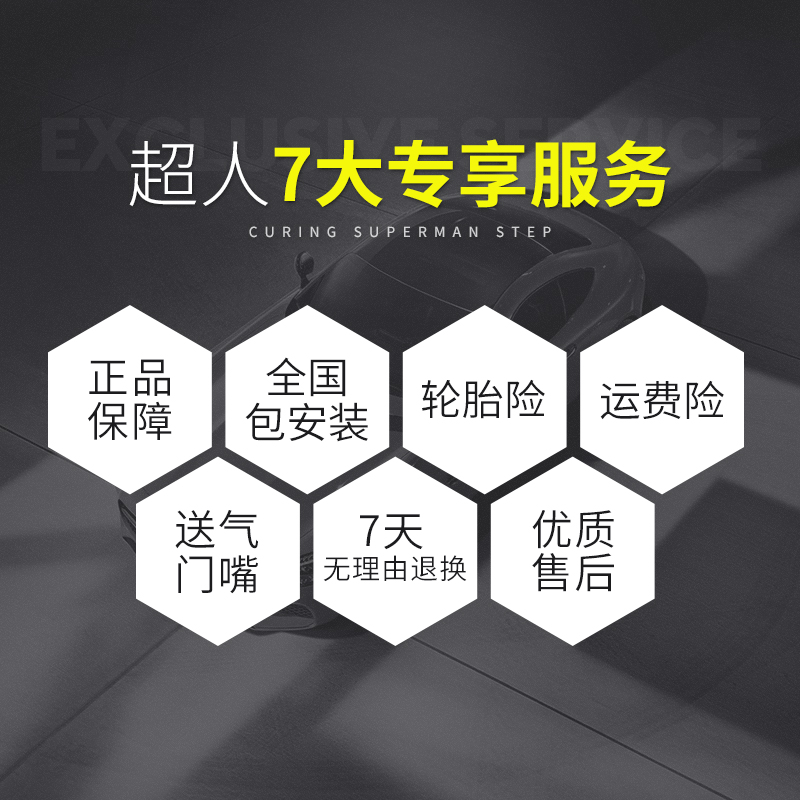 EXCLUSIVE SERVICE
超人7大专享服务
CURING SUPERMAN STEP
正品
保障
全国
包安装
轮胎险
运费险
送气
门嘴
7天
无理由退换
优质
售后